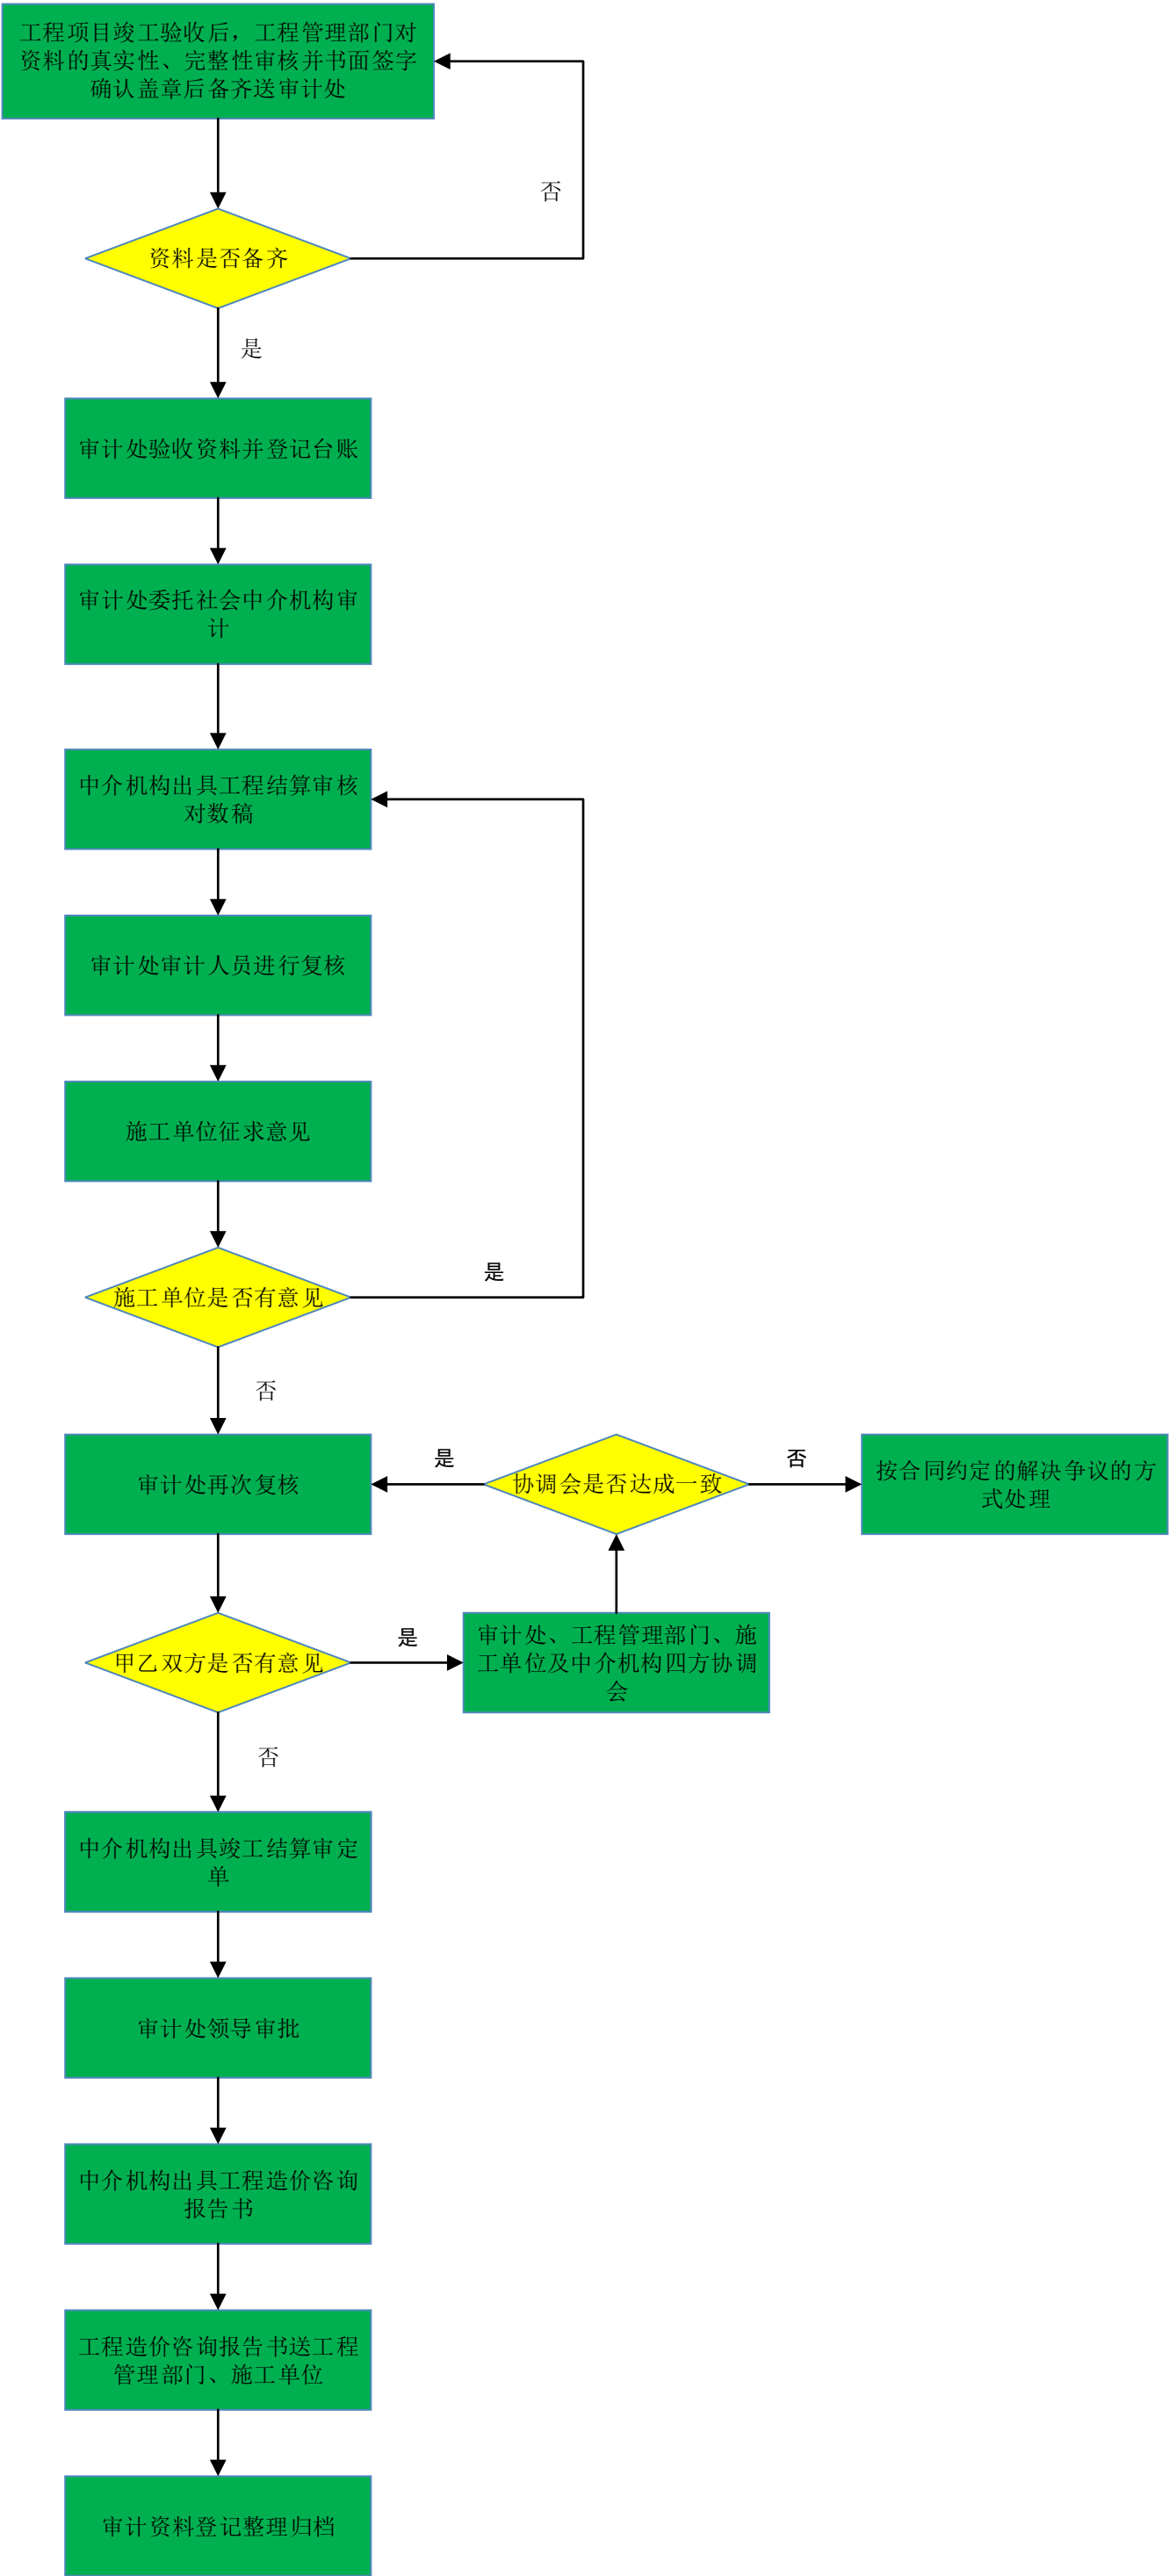 工程项目竣工验收后，工程管理部门对
资料的真实性、完整性审核并书面签字
确认盖章后备齐送审计处
否
资料是否备齐
是
审计处验收资料并登记台账
审计处委托社会中介机构审
计
中介机构出具工程结算审核
对数稿
审计处审计人员进行复核
施工单位征求意见
是
施工单位是否有意见
否
审计处再次复核
是
协调会是否达成一致
否
按合同约定的解决争议的方
式处理
甲乙双方是否有意见
是
审计处、工程管理部门、施
工单位及中介机构四方协调
会
否
中介机构出具竣工结算审定
单
审计处领导审批
中介机构出具工程造价咨询
报告书
工程造价咨询报告书送工程
管理部门、施工单位
审计资料登记整理归档